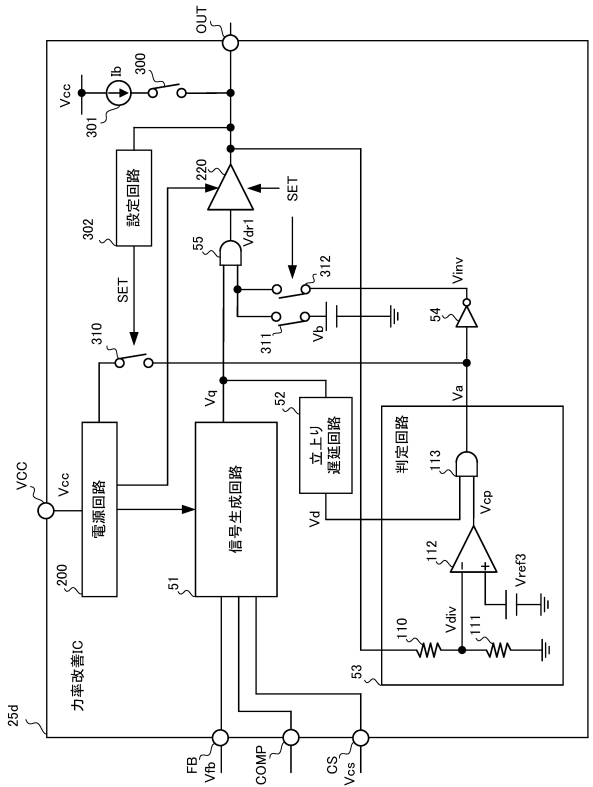 25d
力率改善IC
VCC
Vcc
200
電源回路
310
SET
302
設定回路
Vcc
301
Ib
300
OUT
220
SET
55
Vdr1
51
信号生成回路
Vq
52
立上り
遅延回路
Vd
311
Vb
312
Vinv
54
Va
53
判定回路
113
Vcp
112
Vdiv
Vref3
110
111
FB
Vfb
COMP
CS
Vcs